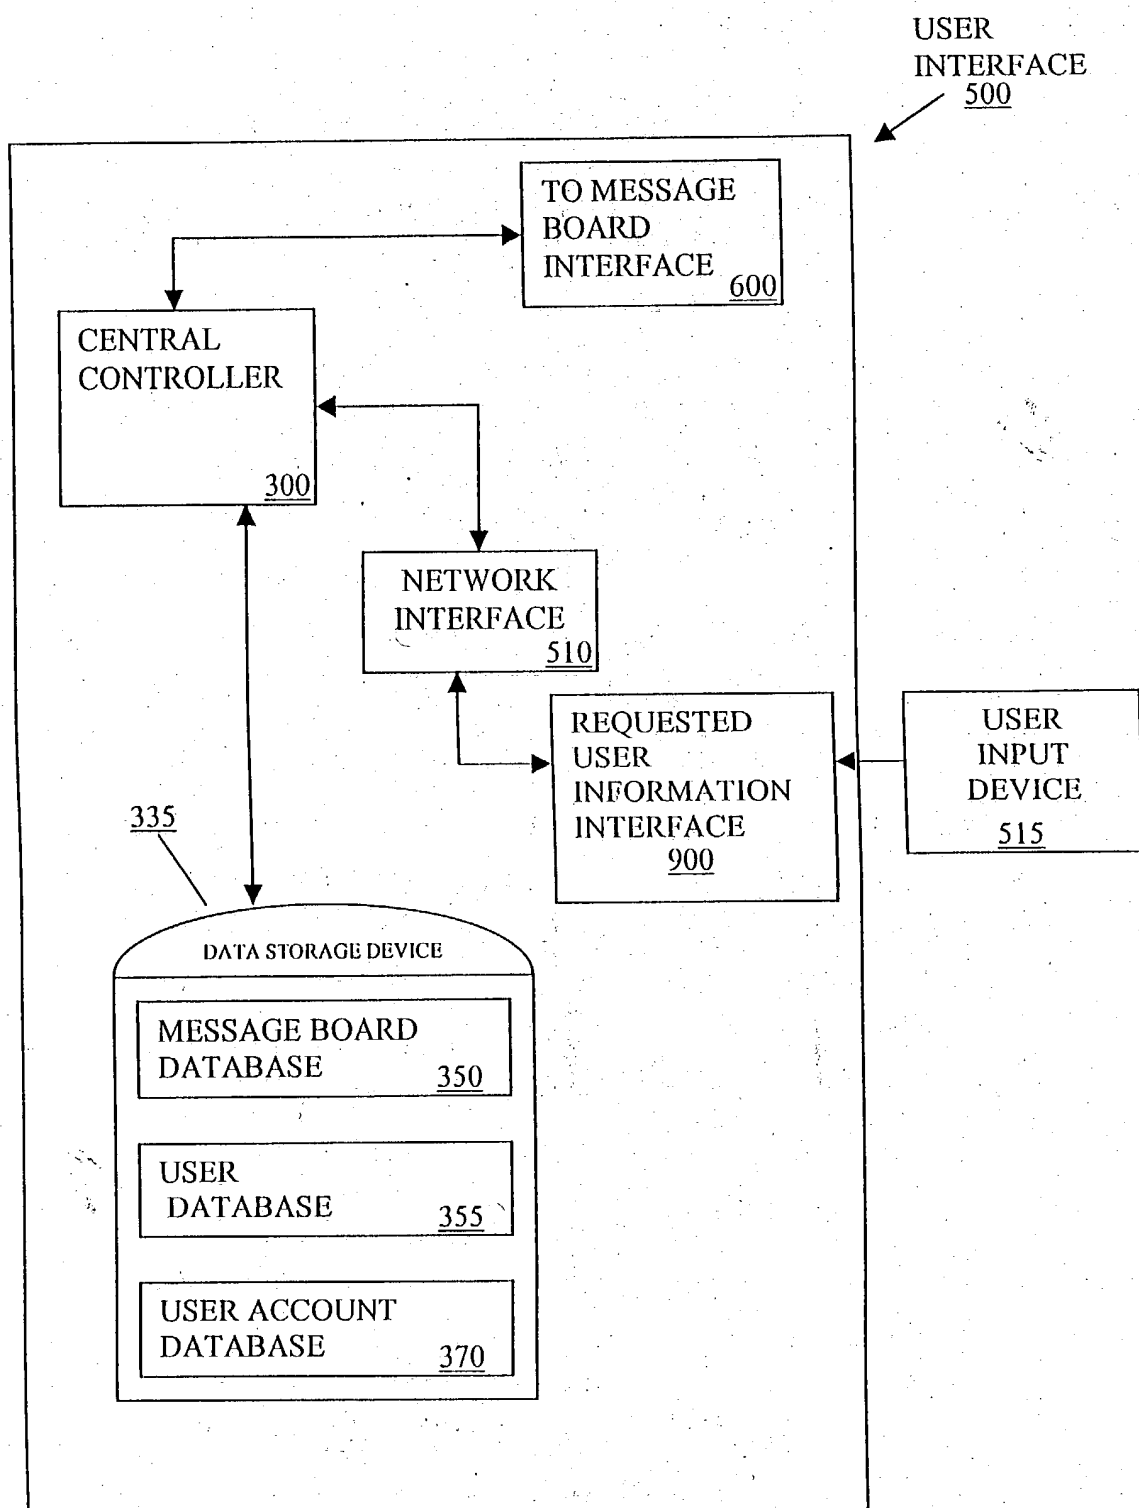 USER
INTERFACE
500
TO MESSAGE
BOARD
INTERFACE
600
CENTRAL
CONTROLLER
300
NETWORK
INTERFACE
510
REQUESTED
USER
INFORMATION
INTERFACE
900
USER
INPUT
DEVICE
515
335
DATA STORAGE DEVICE
MESSAGE BOARD
DATABASE
350
USER
DATABASE
355
USER ACCOUNT
DATABASE
370